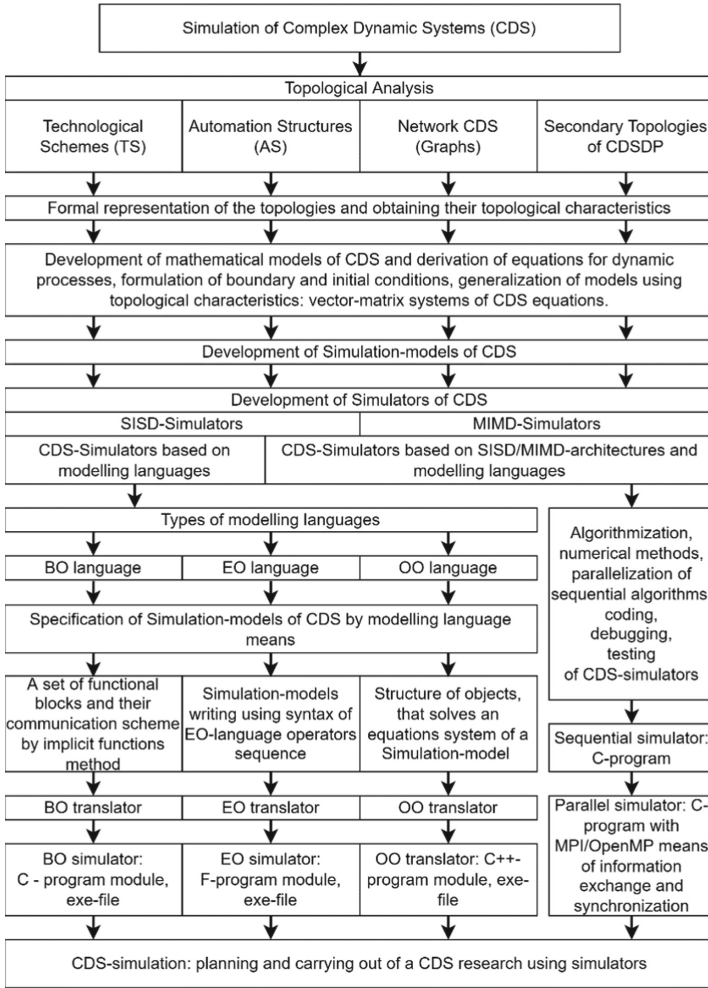 Simulation of Complex Dynamic Systems (CDS)
Topological Analysis
Technological
Schemes (TS)
Automation Structures
(AS)
Network CDS
(Graphs)
Secondary Topologies
of CDSDP
Formal representation of the topologies and obtaining their topological characteristics
Development of mathematical models of CDS and derivation of equations for dynamic
processes, formulation of boundary and initial conditions, generalization of models using
topological characteristics: vector-matrix systems of CDS equations.
Development of Simulation-models of CDS
Development of Simulators of CDS
SISD-Simulators
MIMD-Simulators
CDS-Simulators based on
modelling languages
CDS-Simulators based on SISD/MIMD-architectures and
modelling languages
Types of modelling languages
BO language
EO language
OO language
Specification of Simulation-models of CDS by modelling language
means
A set of functional
blocks and their
communication scheme
by implicit functions
method
Simulation-models
writing using syntax of
EO-language operators
sequence
Structure of objects,
that solves an
equations system of a
Simulation-model
BO translator
EO translator
OO translator
BO simulator:
C - program module,
exe-file
EO simulator:
F-program module,
exe-file
OO translator: C++-
program module, exe-
file
Algorithmization,
numerical methods,
parallelization of
sequential algorithms
coding,
debugging,
testing
of CDS-simulators
Sequential simulator:
C-program
Parallel simulator: C-
program with
MPI/OpenMP means
of information
exchange and
synchronization
CDS-simulation: planning and carrying out of a CDS research using simulators